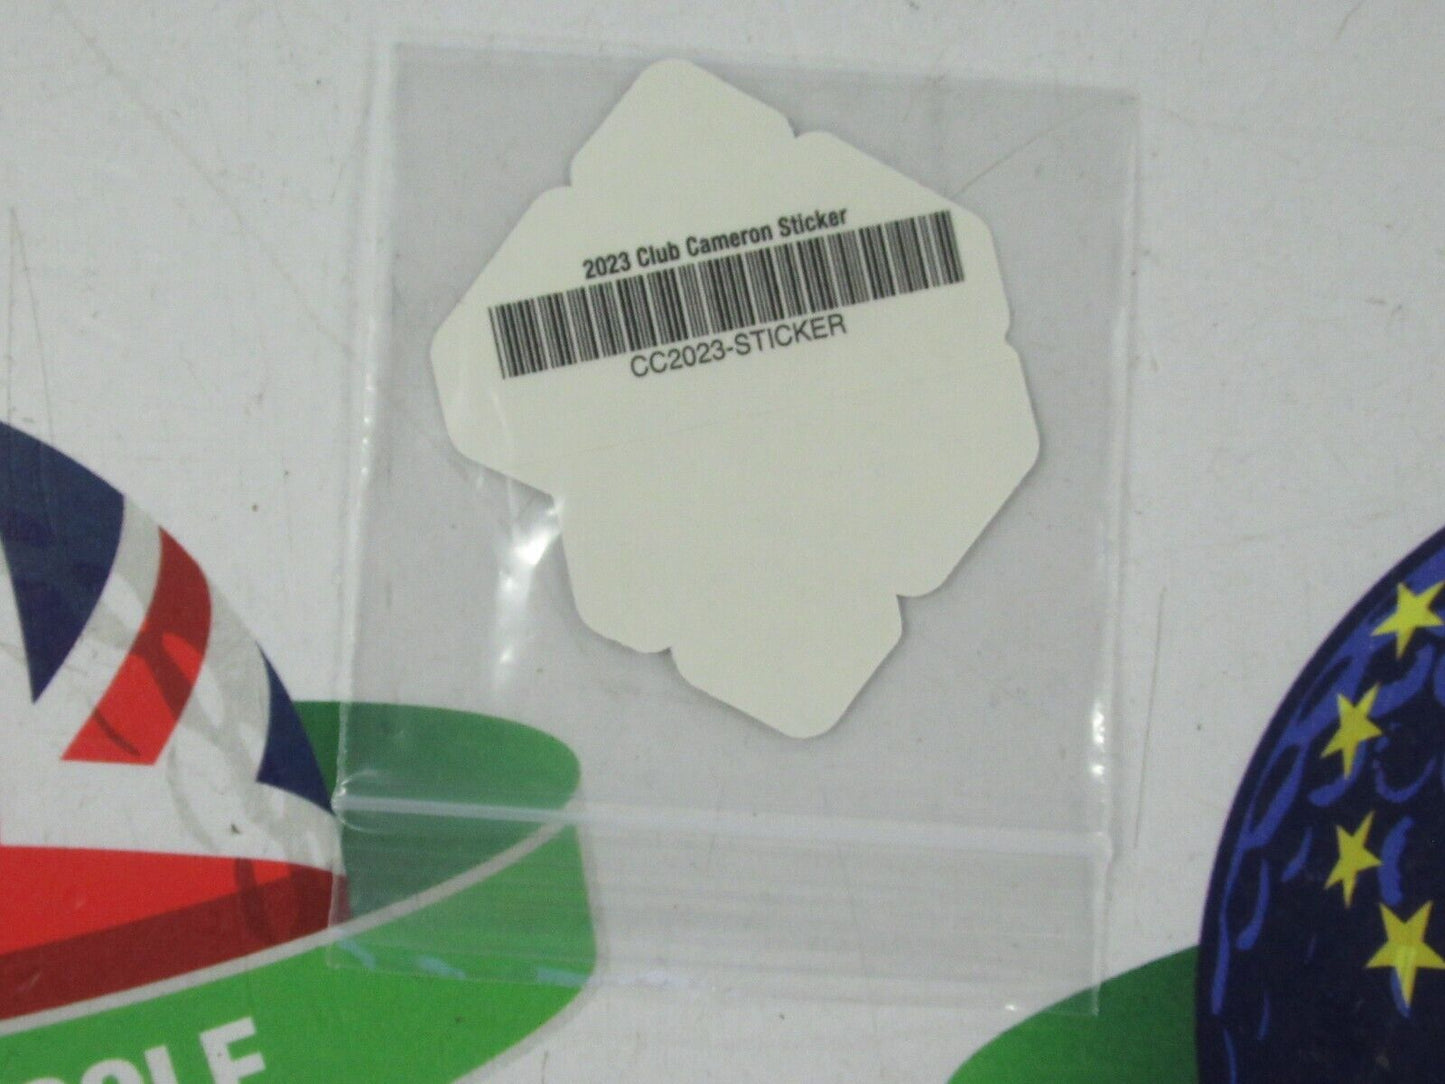 2023 Club Cameron Sticker
CC2023-STICKER